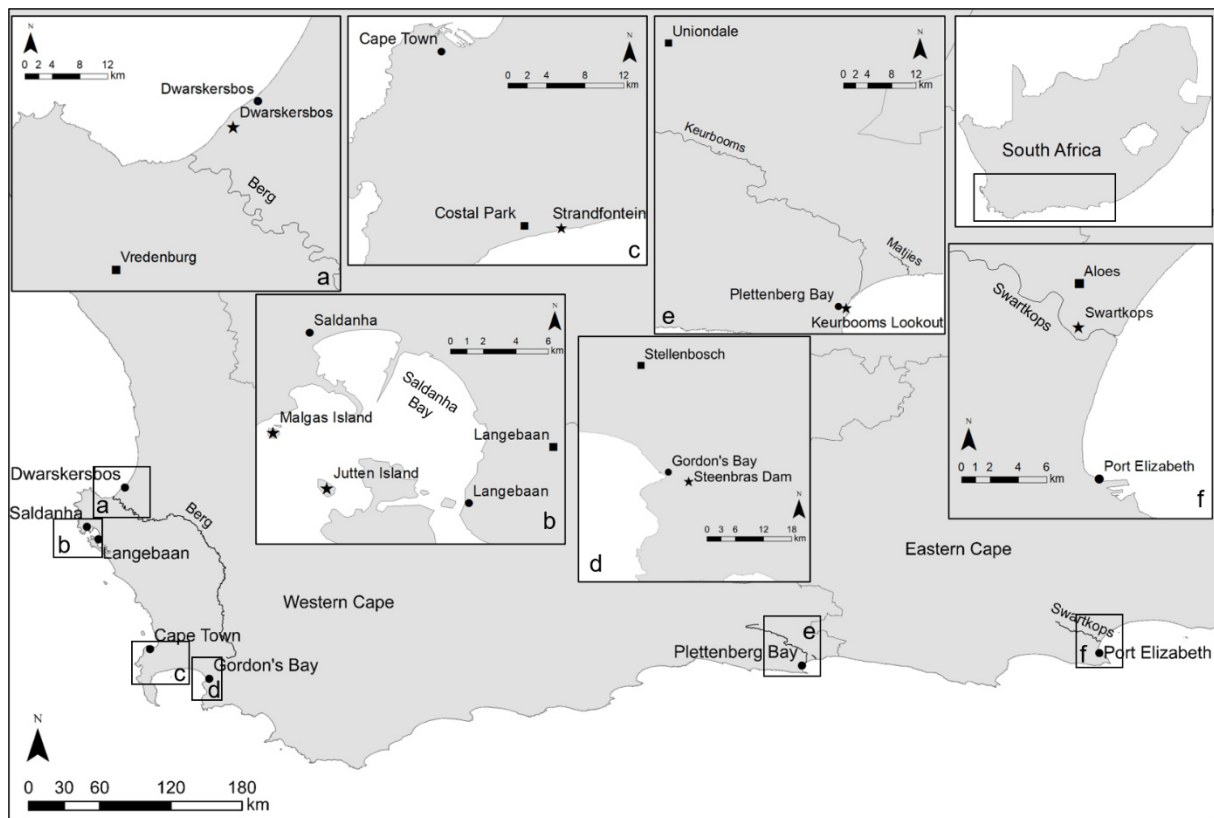 N
0 2 4 8 12
km
Dwarskersbos
Dwarskersbos
Berg
Vredenburg
a
Cape Town
N
0 2 4 8 12
km
Costal Park
Strandfontein
c
Uniondale
N
0 2 4 8 12
km
Keurbooms
Matjies
Plettenberg Bay
Keurbooms Lookout
e
South Africa
Saldanha
N
0 1 2 4 6
km
Saldanha
Bay
Malgas Island
Langebaan
Jutten Island
Langebaan
b
Stellenbosch
Gordon's Bay
Steenbras Dam
N
0 3 6 12 18
km
d
Aloes
Swartkops
Swartkops
N
0 1 2 4 6
km
Port Elizabeth
f
Dwarskersbos
a
Saldanha
b
Langebaan
Berg
Western Cape
Eastern Cape
Cape Town
c
Gordon's Bay
d
Plettenberg Bay
e
Swartkops
f
Port Elizabeth
N
0 30 60 120 180
km